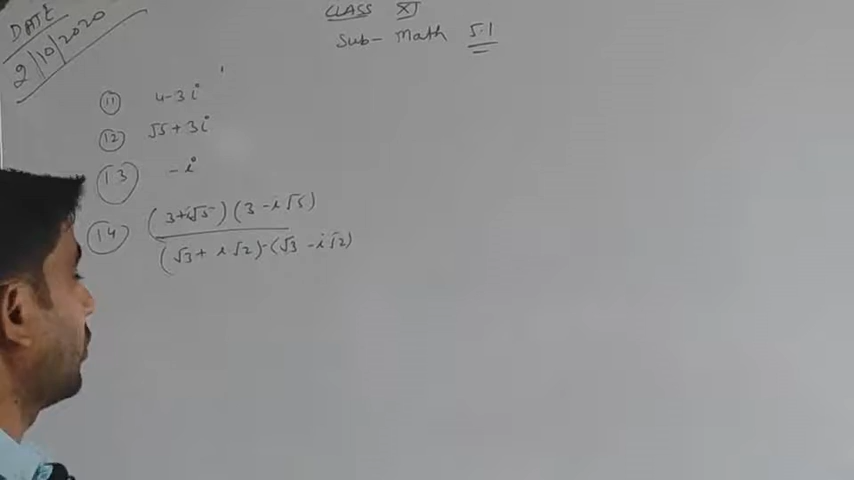 DATE
2/10/2020
CLASS XI
Sub- Math 5.1
11 4-3i
12 √5+3i
13 -i
14 (3+i√5)(3-i√5)
(√3+i√2)-(√3-i√2)